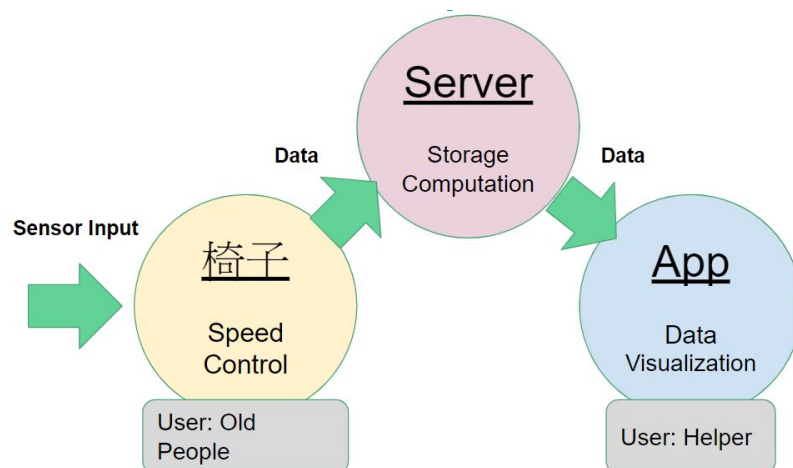 Sensor Input
椅子
Speed
Control
User: Old
People
Data
Server
Storage
Computation
Data
App
Data
Visualization
User: Helper